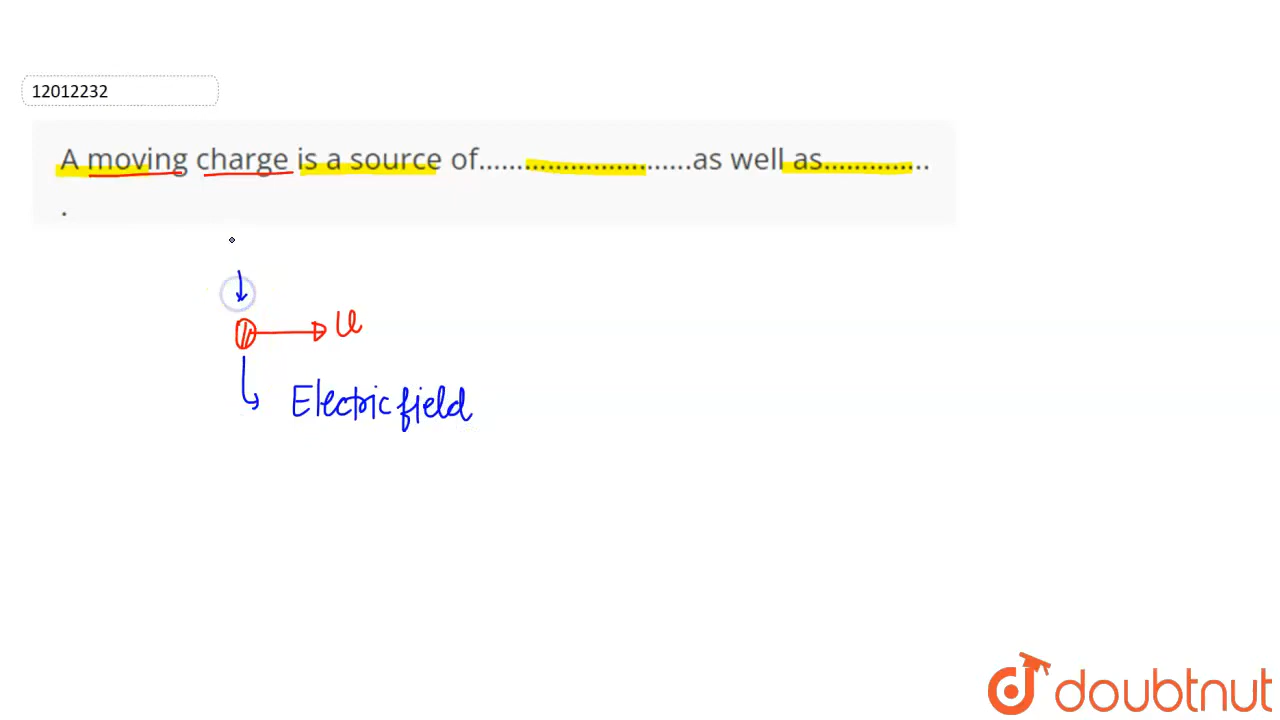 12012232
A moving charge is a source of..................................as well as.................
.
u
Electric field
doubtnut